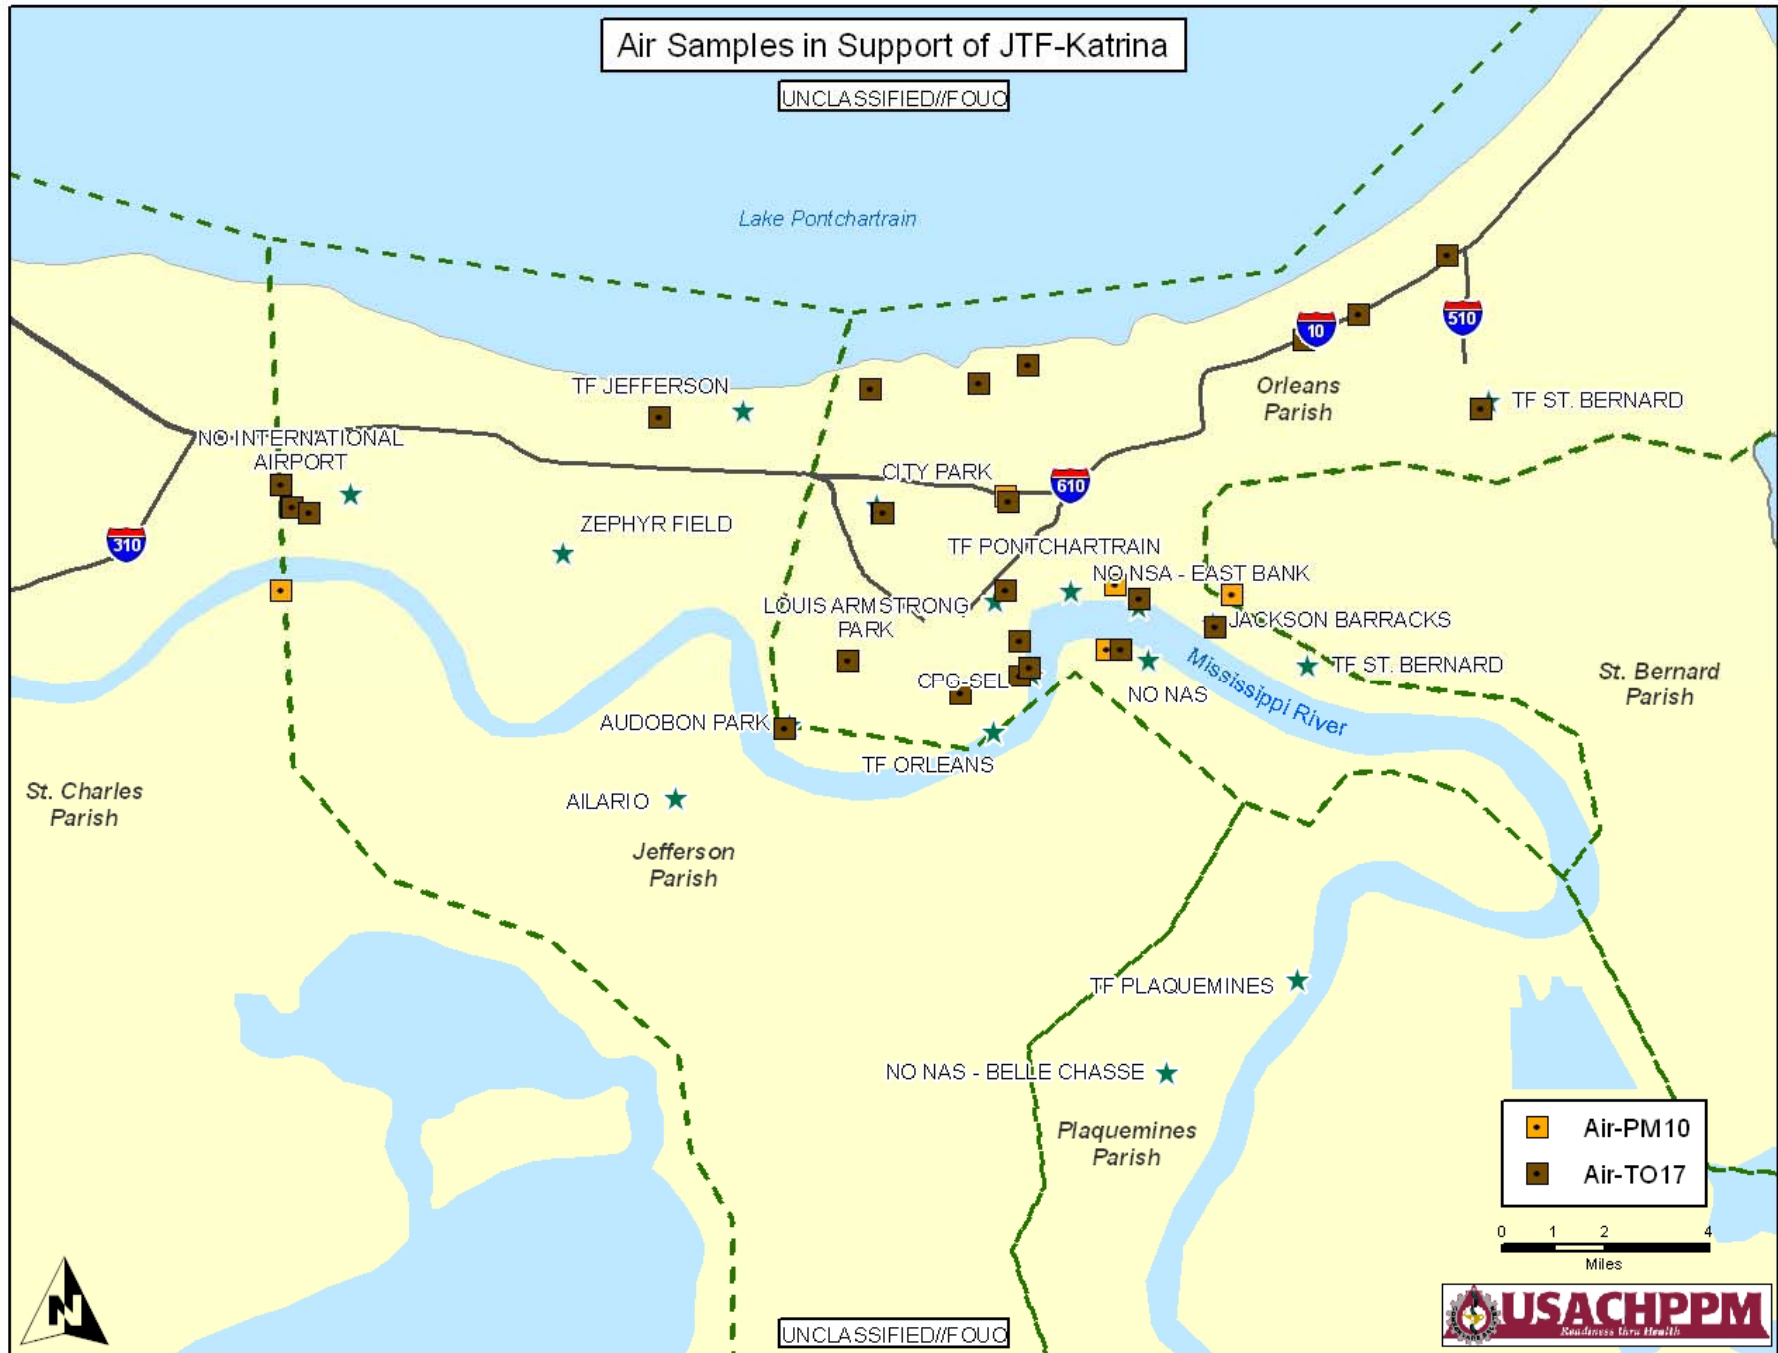 Air Samples in Support of JTF-Katrina
UNCLASSIFIED//FOUO
Lake Pontchartrain
10
510
TF JEFFERSON
Orleans
Parish
TF ST. BERNARD
NO INTERNATIONAL
AIRPORT
CITY PARK
610
310
ZEPHYR FIELD
TF PONTCHARTRAIN
NO NSA - EAST BANK
LOUIS ARMSTRONG
PARK
JACKSON BARRACKS
Mississippi River
TF ST. BERNARD
St. Bernard
Parish
CPG-SEL
NO NAS
AUDOBON PARK
TF ORLEANS
St. Charles
Parish
AILARIO
Jefferson
Parish
TF PLAQUEMINES
NO NAS - BELLE CHASSE
Plaquemines
Parish
Air-PM10
Air-TO17
0 1 2 4
Miles
N
USACHPPM
Readiness thru Health
UNCLASSIFIED//FOUO